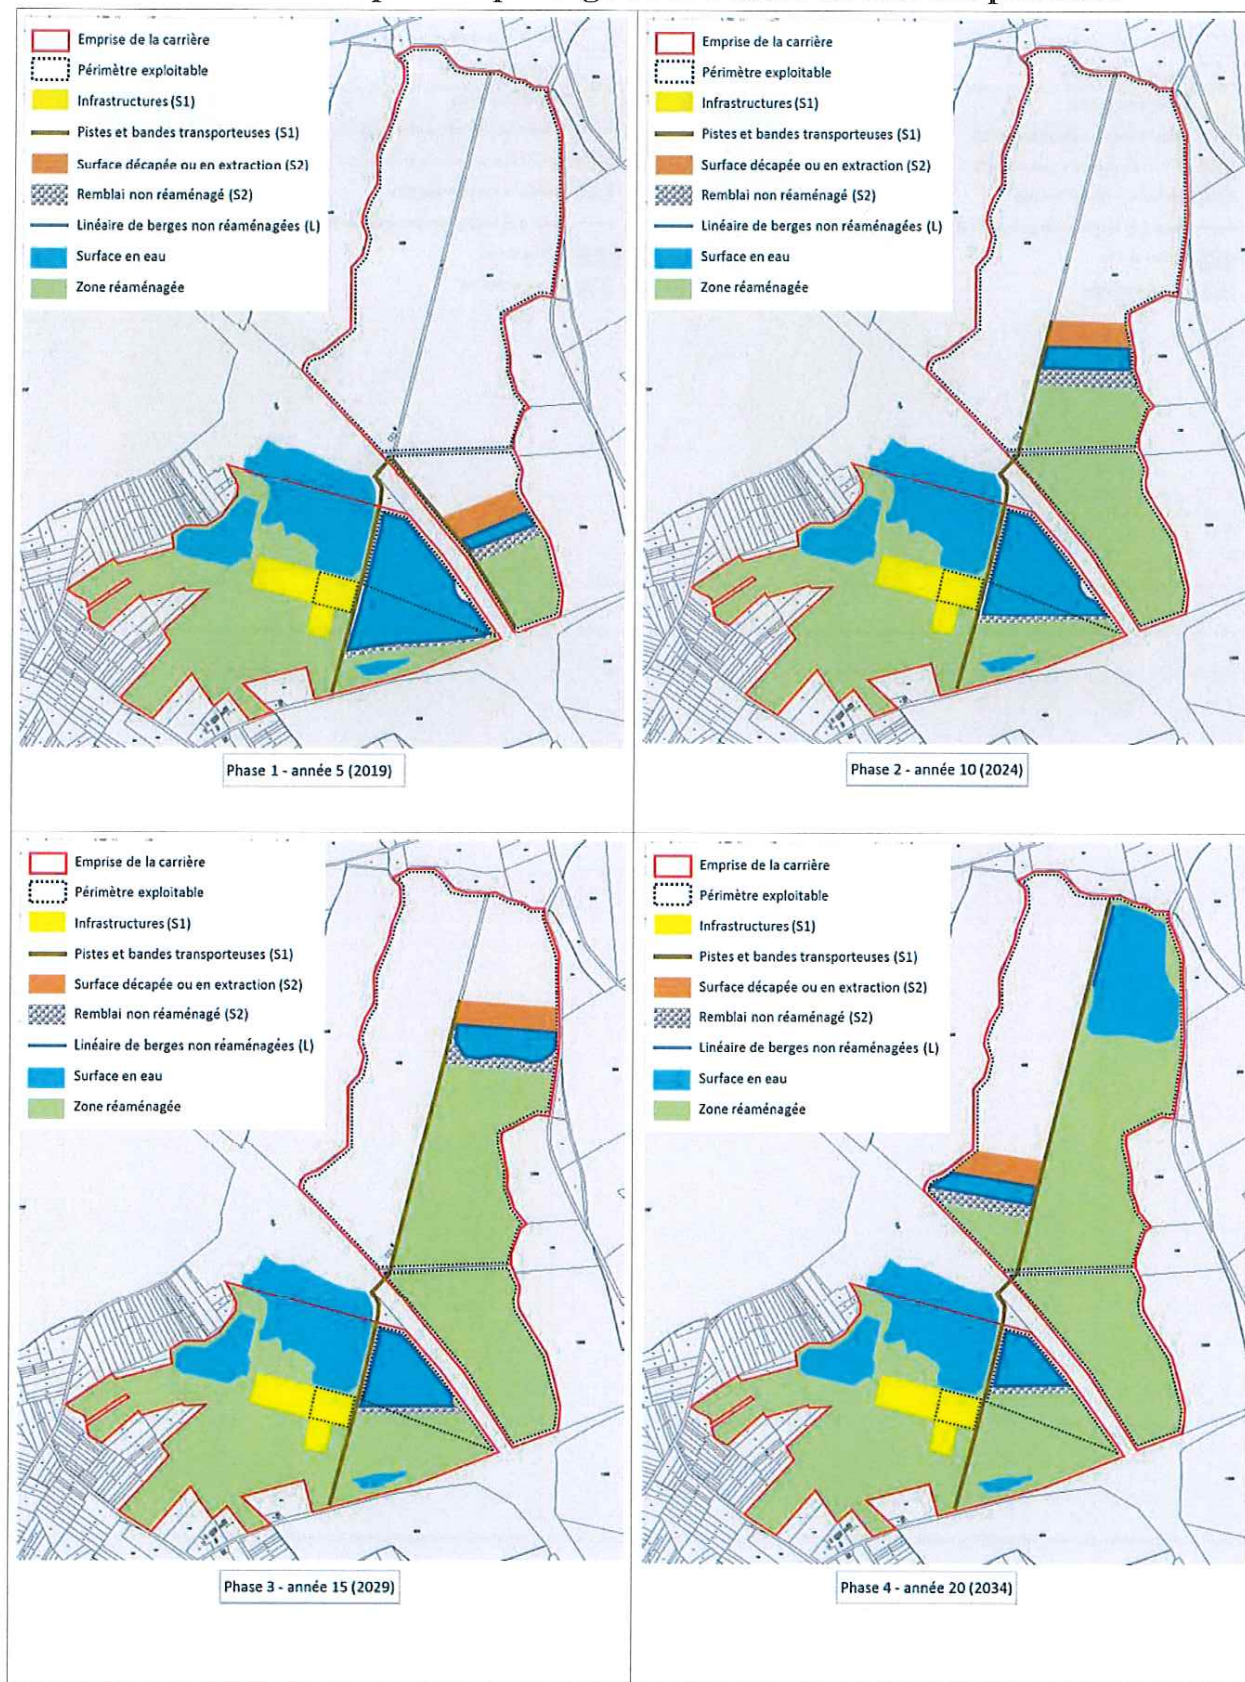 Emprise de la carrière
Périmètre exploitable
Infrastructures (S1)
Pistes et bandes transporteuses (S1)
Surface décapée ou en extraction (S2)
Remblai non réaménagé (S2)
Linéaire de berges non réaménagées (L)
Surface en eau
Zone réaménagée
Phase 1 - année 5 (2019)
Emprise de la carrière
Périmètre exploitable
Infrastructures (S1)
Pistes et bandes transporteuses (S1)
Surface décapée ou en extraction (S2)
Remblai non réaménagé (S2)
Linéaire de berges non réaménagées (L)
Surface en eau
Zone réaménagée
Phase 2 - année 10 (2024)
Emprise de la carrière
Périmètre exploitable
Infrastructures (S1)
Pistes et bandes transporteuses (S1)
Surface décapée ou en extraction (S2)
Remblai non réaménagé (S2)
Linéaire de berges non réaménagées (L)
Surface en eau
Zone réaménagée
Phase 3 - année 15 (2029)
Emprise de la carrière
Périmètre exploitable
Infrastructures (S1)
Pistes et bandes transporteuses (S1)
Surface décapée ou en extraction (S2)
Remblai non réaménagé (S2)
Linéaire de berges non réaménagées (L)
Surface en eau
Zone réaménagée
Phase 4 - année 20 (2034)